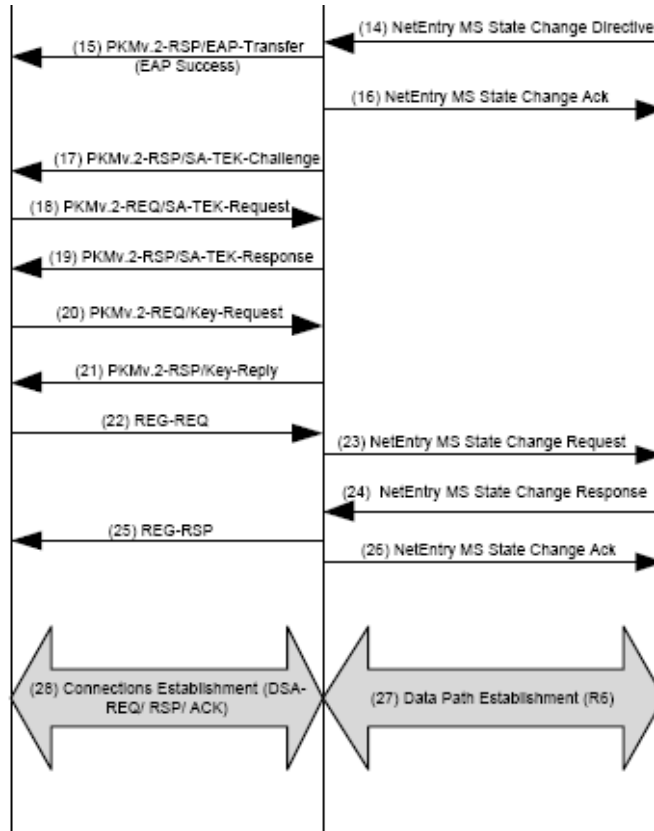 (14) NetEntry MS State Change Directive
(15) PKMv.2-RSP/EAP-Transfer
(EAP Success)
(16) NetEntry MS State Change Ack
(17) PKMv.2-RSP/SA-TEK-Challenge
(18) PKMv.2-REQ/SA-TEK-Request
(19) PKMv.2-RSP/SA-TEK-Response
(20) PKMv.2-REQ/Key-Request
(21) PKMv.2-RSP/Key-Reply
(22) REG-REQ
(23) NetEntry MS State Change Request
(24) NetEntry MS State Change Response
(25) REG-RSP
(26) NetEntry MS State Change Ack
(28) Connections Establishment (DSA-
REQ/ RSP/ ACK)
(27) Data Path Establishment (R6)